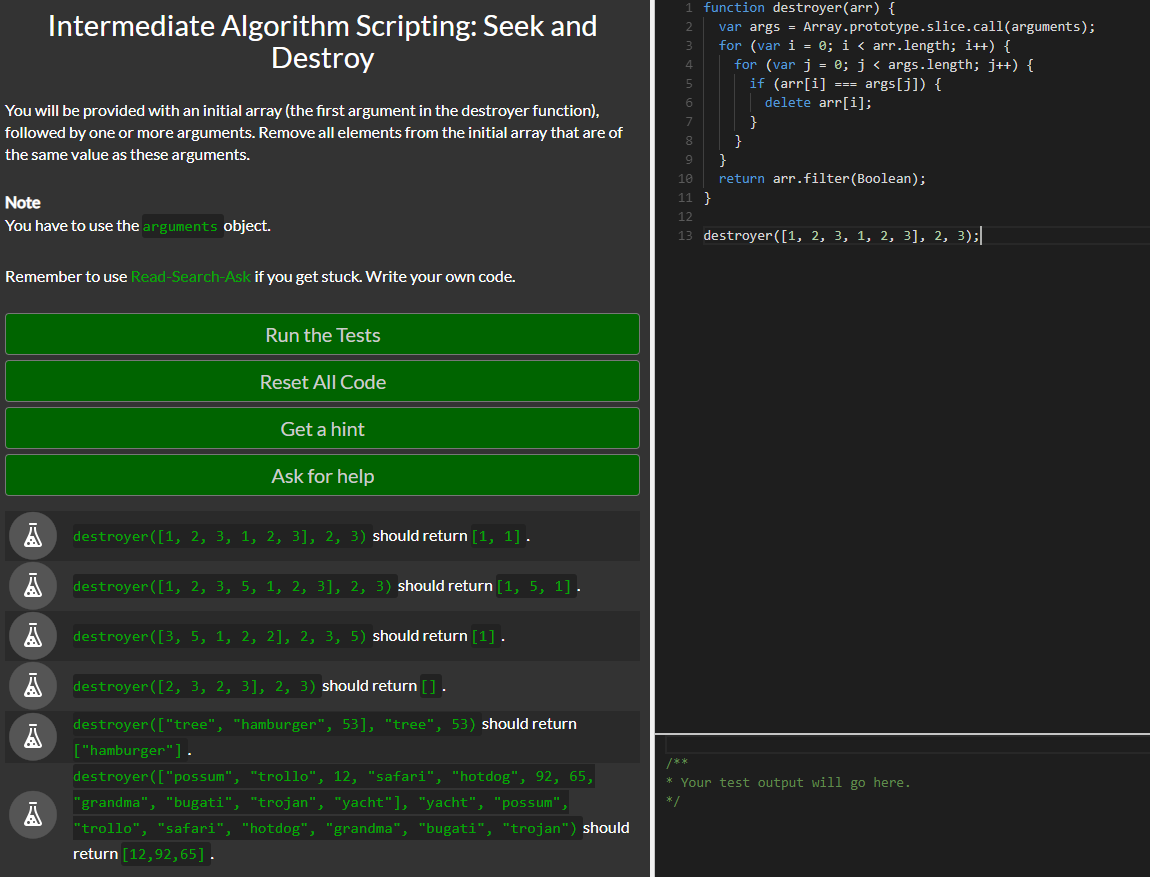 Intermediate Algorithm Scripting: Seek and
Destroy
You will be provided with an initial array (the first argument in the destroyer function),
followed by one or more arguments. Remove all elements from the initial array that are of
the same value as these arguments.
Note
You have to use the arguments object.
Remember to use Read-Search-Ask if you get stuck. Write your own code.
Run the Tests
Reset All Code
Get a hint
Ask for help
destroyer([1, 2, 3, 1, 2, 3], 2, 3) should return [1, 1] .
destroyer([1, 2, 3, 5, 1, 2, 3], 2, 3) should return [1, 5, 1] .
destroyer([3, 5, 1, 2, 2], 2, 3, 5) should return [1] .
destroyer([2, 3, 2, 3], 2, 3) should return [] .
destroyer(["tree", "hamburger", 53], "tree", 53) should return
["hamburger"] .
destroyer(["possum", "trollo", 12, "safari", "hotdog", 92, 65,
"grandma", "bugati", "trojan", "yacht"], "yacht", "possum",
"trollo", "safari", "hotdog", "grandma", "bugati", "trojan") should
return [12,92,65] .
1 function destroyer(arr) {
2   var args = Array.prototype.slice.call(arguments);
3   for (var i = 0; i < arr.length; i++) {
4     for (var j = 0; j < args.length; j++) {
5       if (arr[i] === args[j]) {
6         delete arr[i];
7       }
8     }
9   }
10   return arr.filter(Boolean);
11 }
12
13 destroyer([1, 2, 3, 1, 2, 3], 2, 3);
/**
* Your test output will go here.
*/